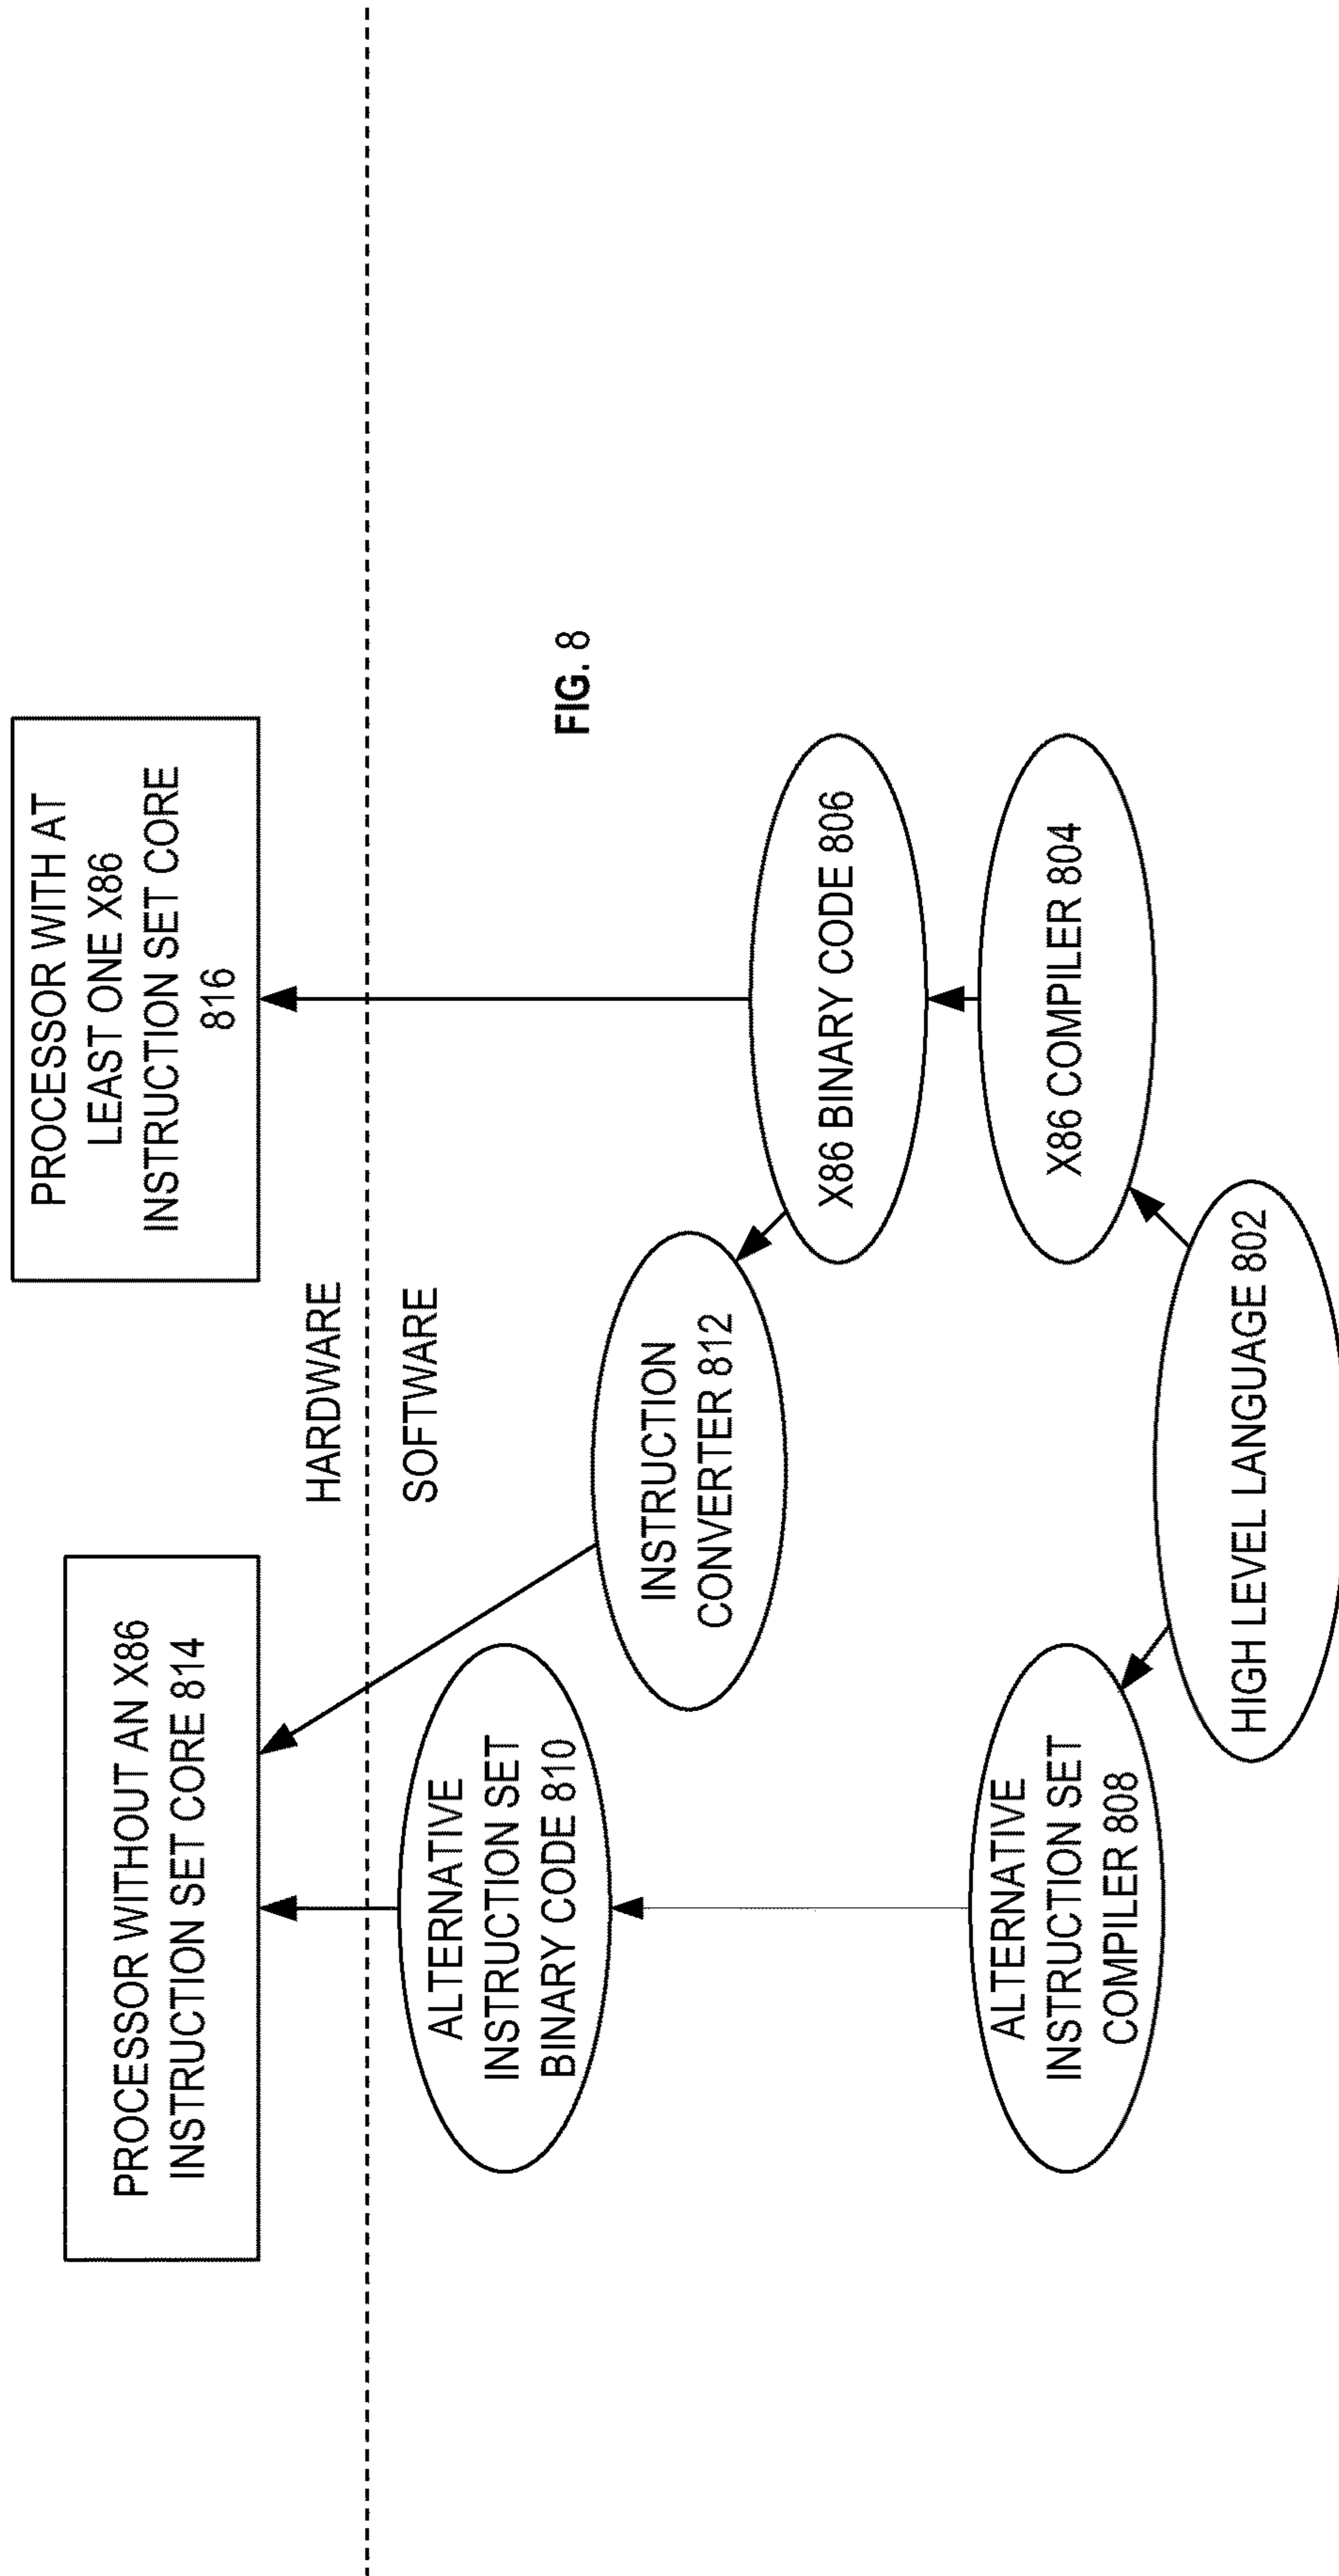 PROCESSOR WITHOUT AN X86
INSTRUCTION SET CORE 814
PROCESSOR WITH AT
LEAST ONE X86
INSTRUCTION SET CORE
816
HARDWARE
SOFTWARE
ALTERNATIVE
INSTRUCTION SET
BINARY CODE 810
INSTRUCTION
CONVERTER 812
FIG. 8
X86 BINARY CODE 806
ALTERNATIVE
INSTRUCTION SET
COMPILER 808
X86 COMPILER 804
HIGH LEVEL LANGUAGE 802